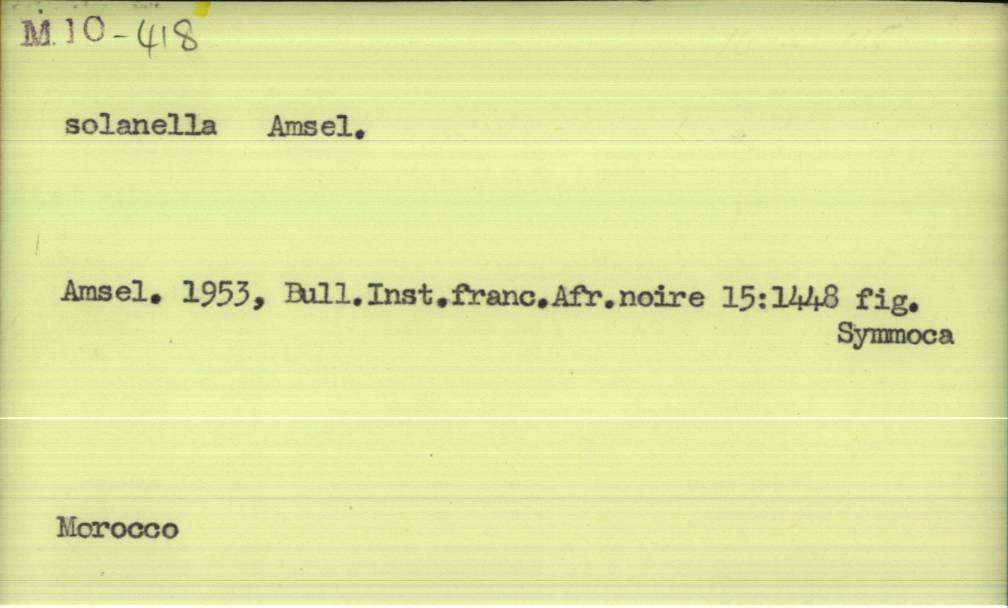 M 10-418
solanella Amsel.
Amsel. 1953, Bull.Inst.franc.Afr.noire 15:1448 fig.
Symmoca
Morocco